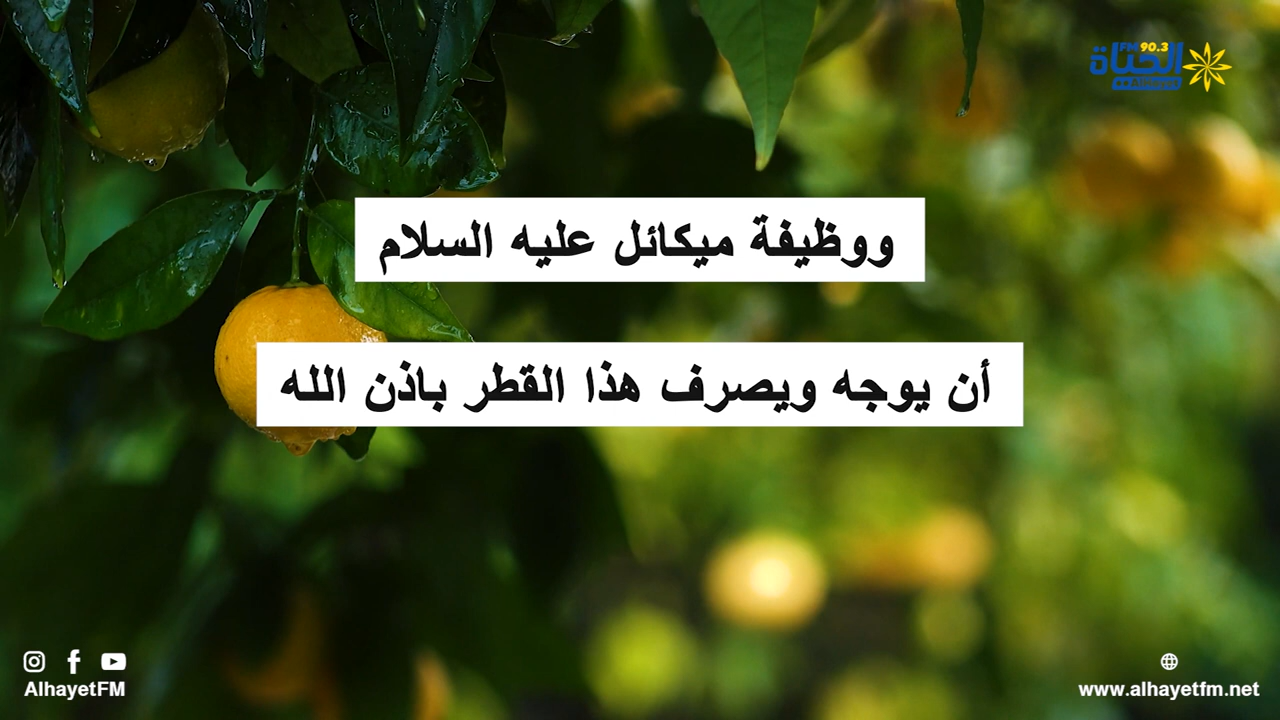 FM 90.3
الحياة
Alhayet
ووظيفة ميكائل عليه السلام
أن يوجه ويصرف هذا القطر باذن الله
AlhayetFM
www.alhayetfm.net